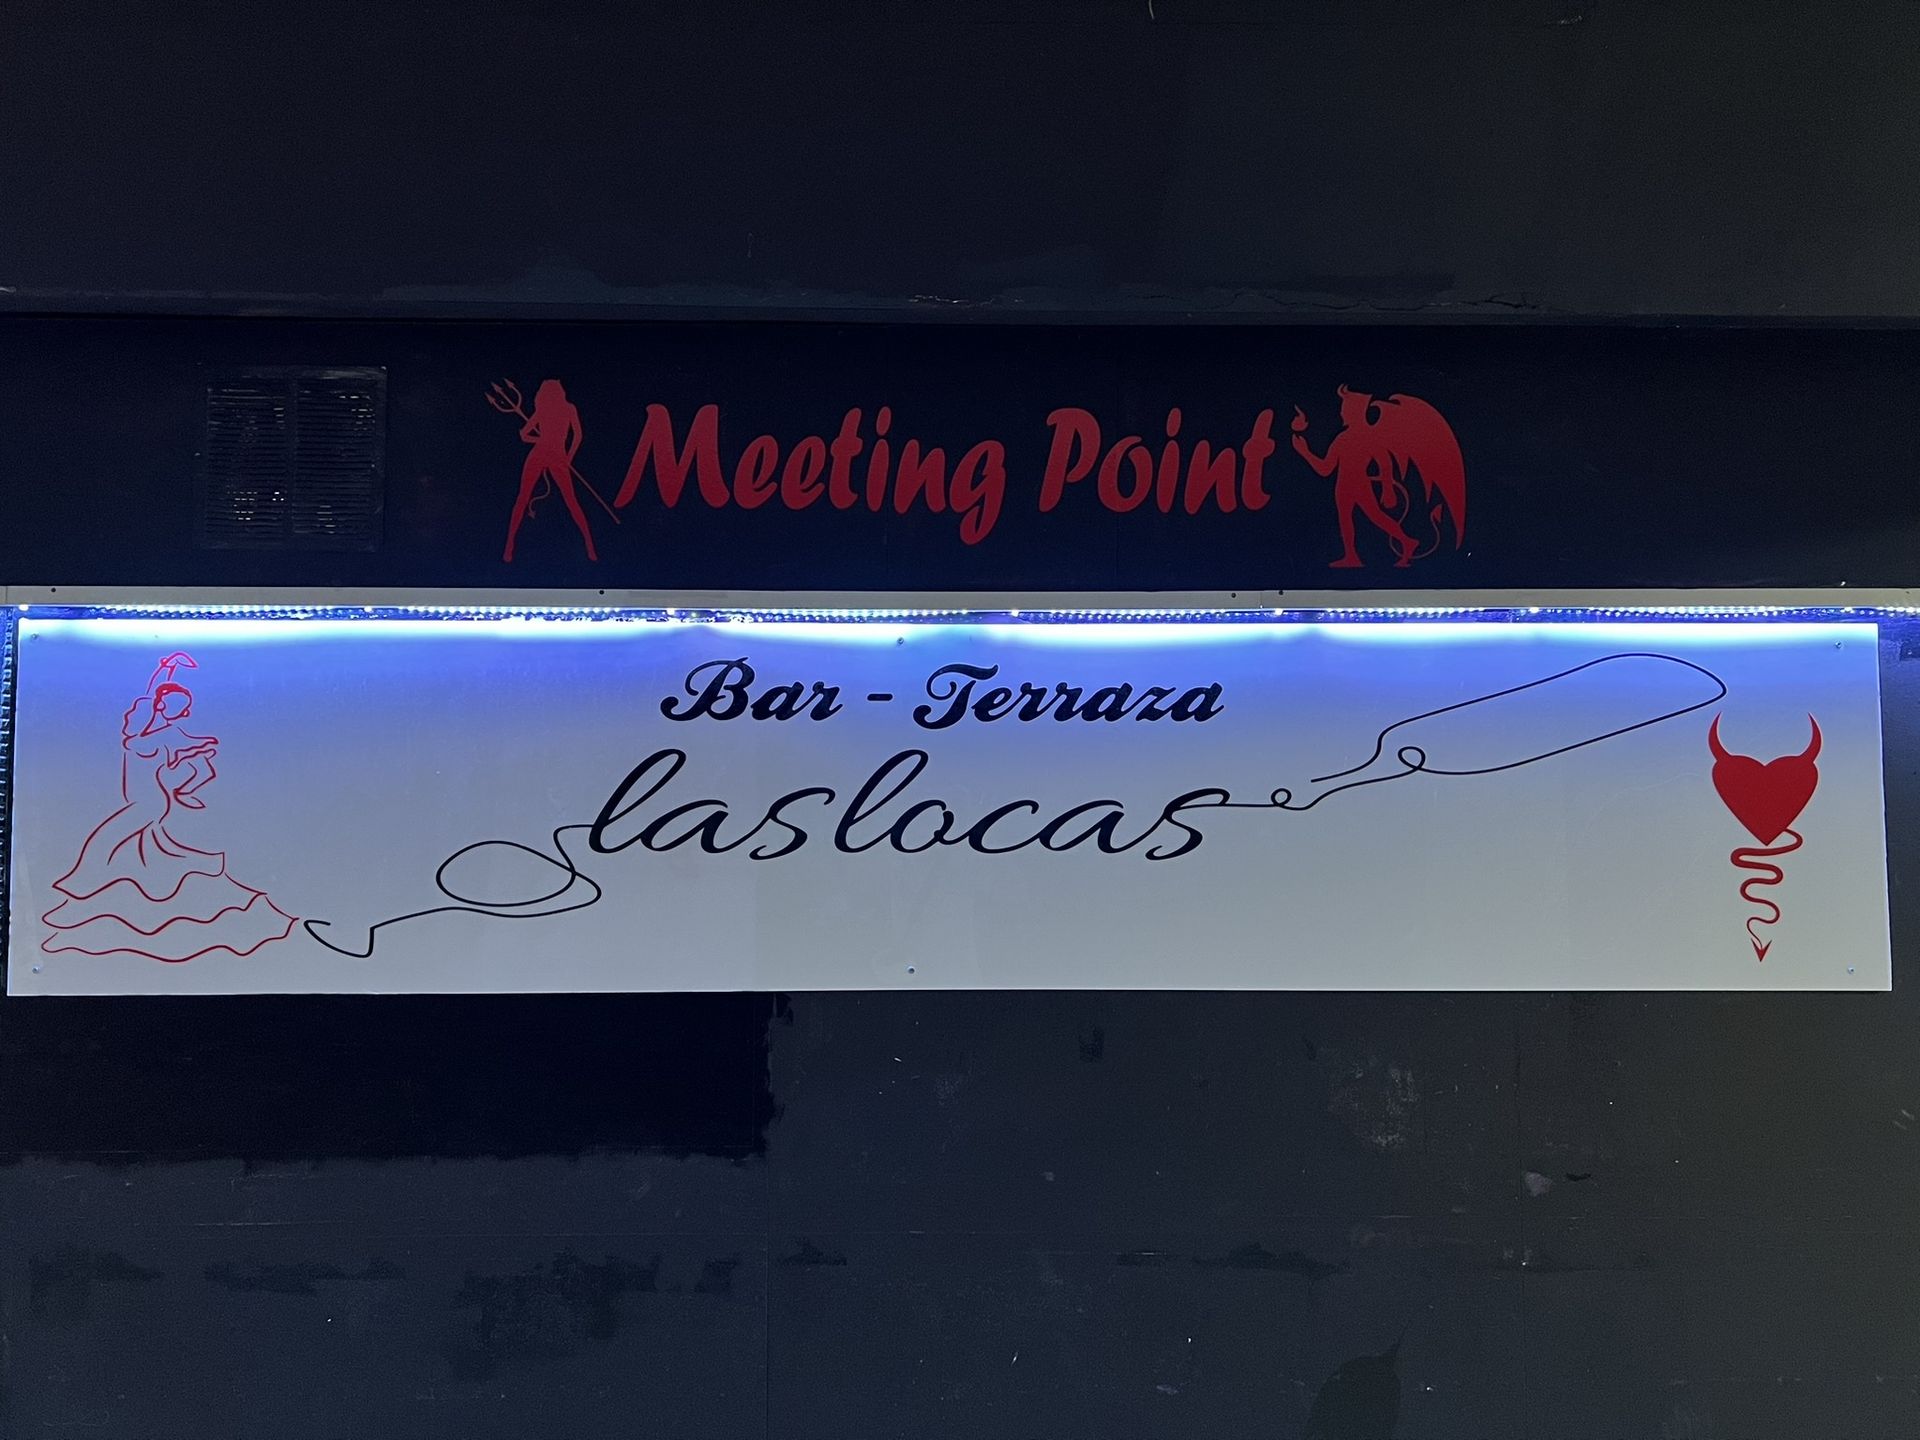 Meeting Point
Bar - Terraza
laslocas